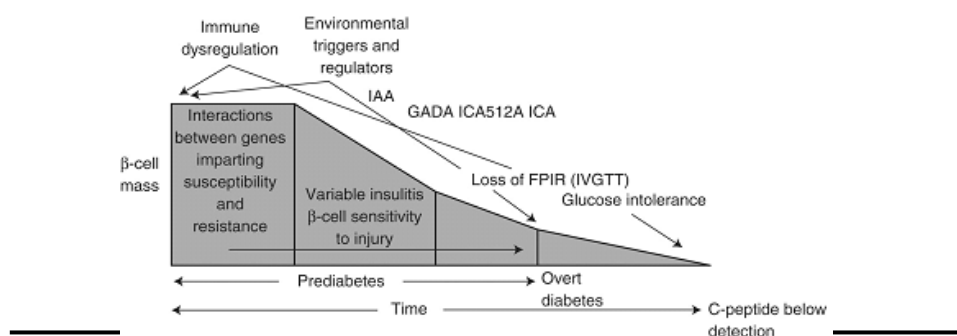 Immune
dysregulation
Environmental
triggers and
regulators
IAA
GADA ICA512A ICA
β-cell
mass
Interactions
between genes
imparting
susceptibility
and
resistance
Variable insulitis
β-cell sensitivity
to injury
Loss of FPIR (IVGTT)
Glucose intolerance
Prediabetes
Overt
diabetes
Time
C-peptide below
detection